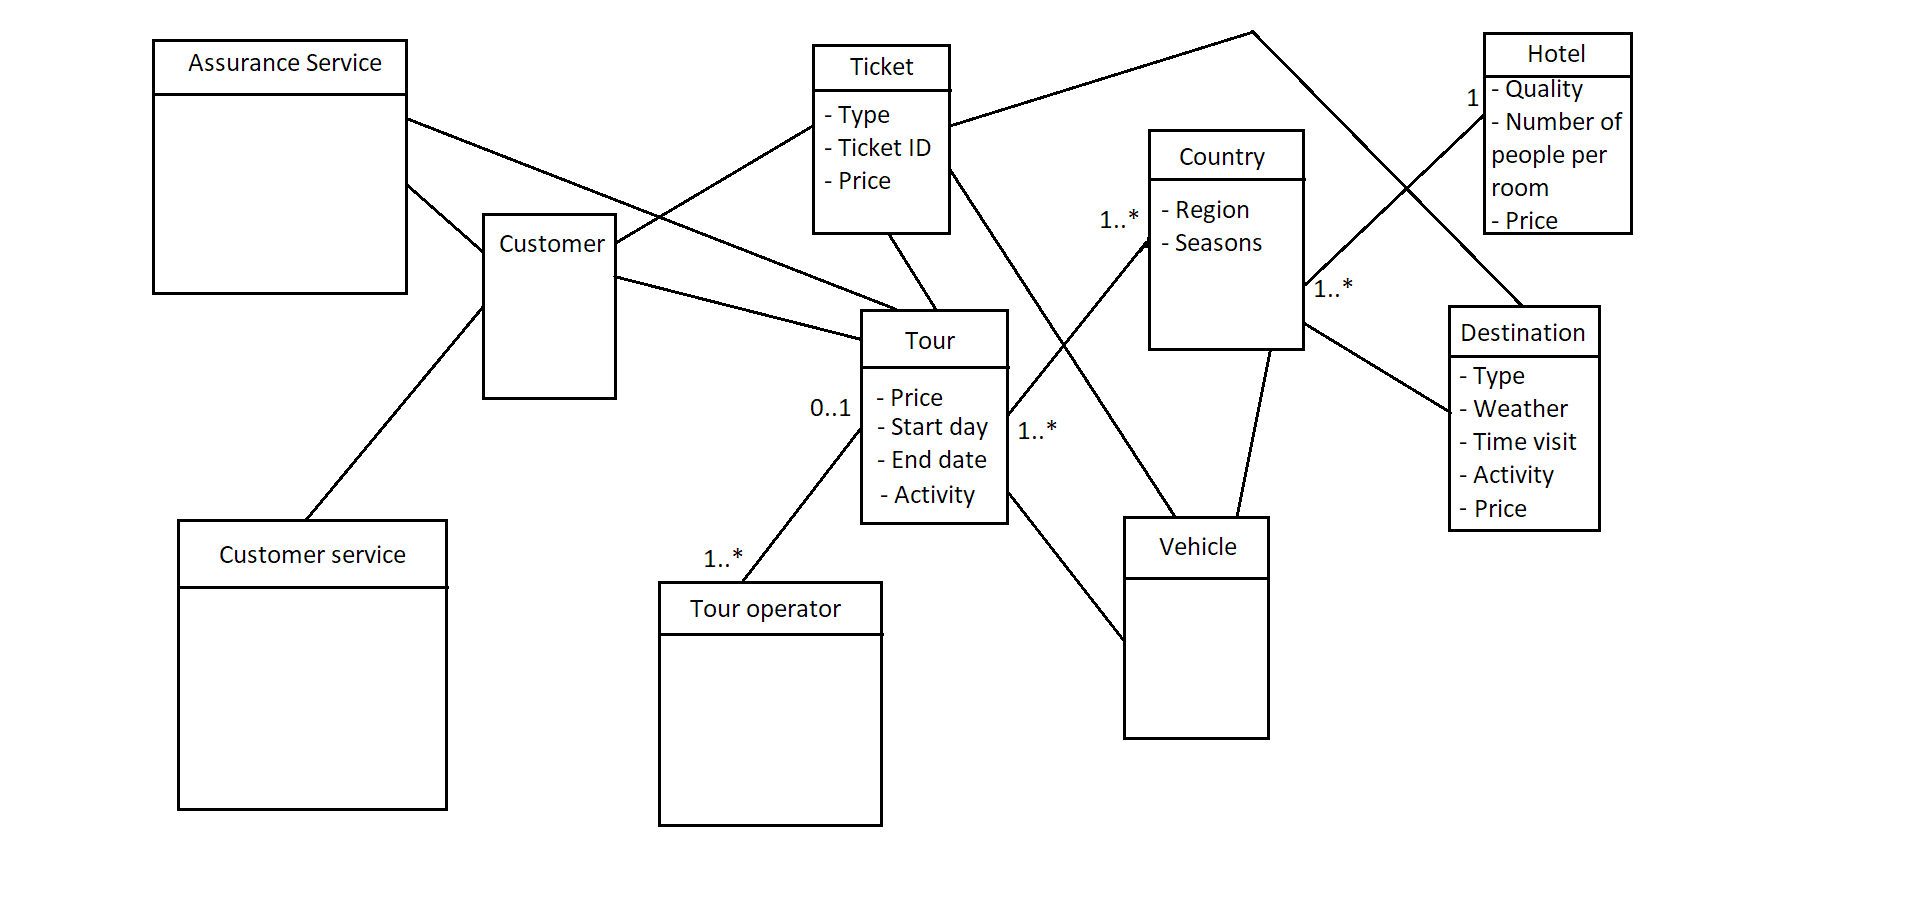 Assurance Service
Customer
Ticket
- Type
- Ticket ID
- Price
Country
- Region
- Seasons
1..*
1..*
Hotel
1
- Quality
- Number of
people per
room
- Price
Tour
- Price
- Start day
- End date
- Activity
0..1
1..*
Destination
- Type
- Weather
- Time visit
- Activity
- Price
Customer service
1..*
Tour operator
Vehicle